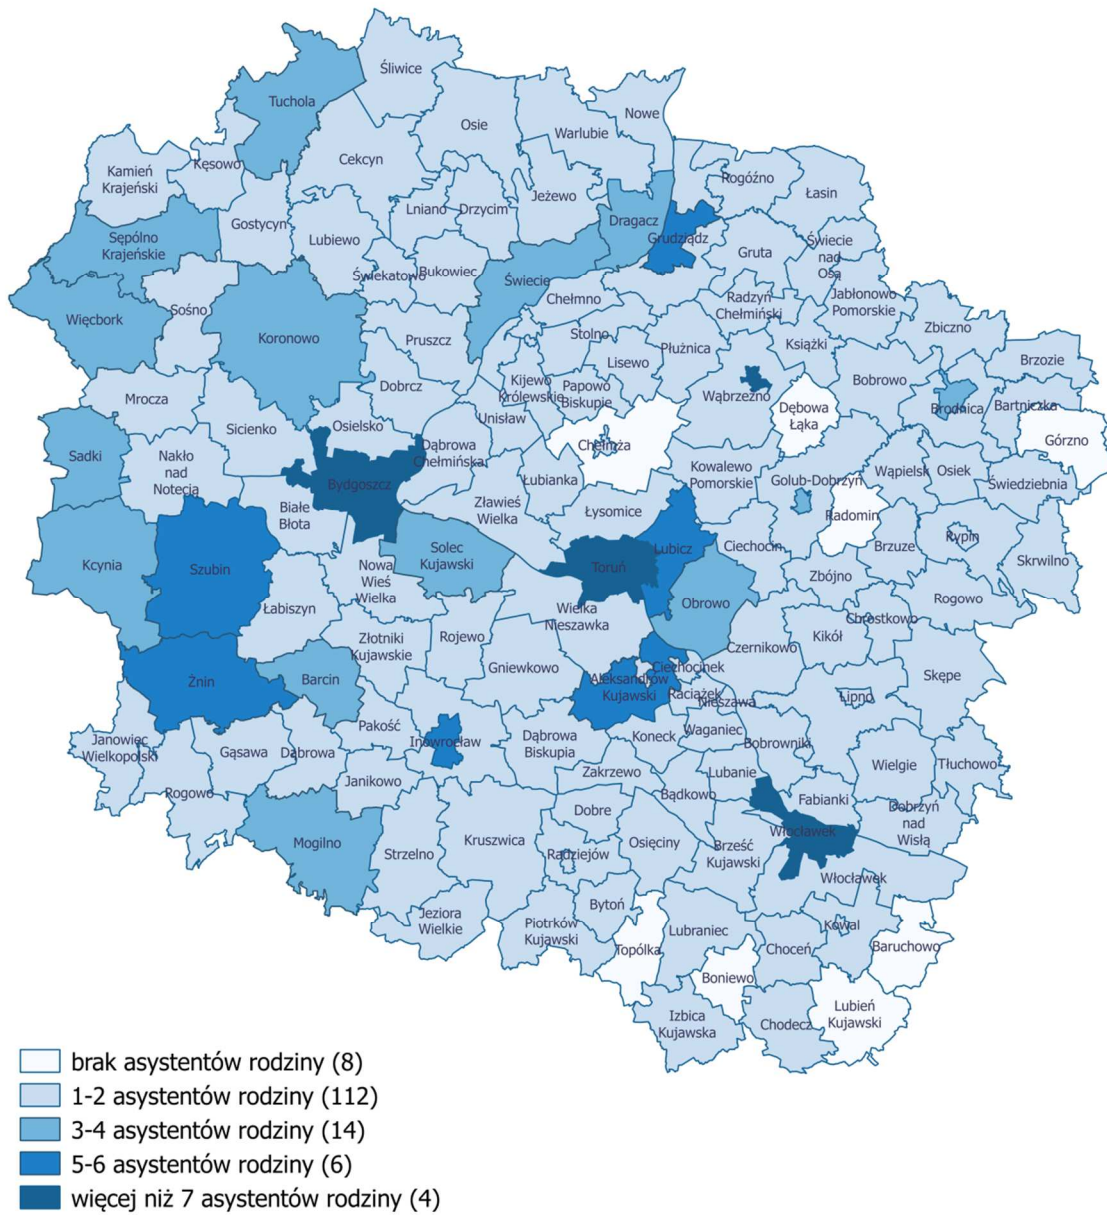 Śliwice
Tuchola
Nowe
Osie
Warlubie
Cekcyn
Kęsowo
Kamień
Krajeński
Rogóźno
Łasin
Jeżewo
Lniano
Drzycim
Dragacz
Gostycyn
Lubiewo
Sępólno
Krajeńskie
Grudziądz
Gruta
Świecie
nad
Osą
Świekatowo
Bukowiec
Świecie
Sośno
Więcbork
Chełmno
Radzyń
Chełmiński
Jabłonowo
Pomorskie
Zbiczno
Koronowo
Pruszcz
Stolno
Płużnica
Książki
Lisewo
Brzozie
Dobrcz
Kijewo
Królewskie
Papowo
Biskupie
Wąbrzeźno
Bobrowo
Mrocza
Brodnica
Bartniczka
Dębowa
Łąka
Unisław
Sicienko
Osielsko
Chełmża
Górzno
Dąbrowa
Chełmińska
Sadki
Nakło
nad
Notecią
Kowalewo
Pomorskie
Wąpielsk
Osiek
Bydgoszcz
Łubianka
Golub-Dobrzyń
Świedziebnia
Zławieś
Wielka
Białe
Błota
Łysomice
Radomin
Rypin
Solec
Kujawski
Lubicz
Ciechocin
Brzuze
Skrwilno
Kcynia
Szubin
Nowa
Wieś
Wielka
Toruń
Zbójno
Obrowo
Rogowo
Łabiszyn
Wielka
Nieszawka
Chrostkowo
Złotniki
Kujawskie
Rojewo
Kikół
Czernikowo
Gniewkowo
Ciechocinek
Skępe
Żnin
Barcin
Aleksandrów
Kujawski
Raciążek
Nieszawa
Lipno
Pakość
Inowrocław
Dąbrowa
Biskupia
Koneck
Waganiec
Bobrowniki
Janowiec
Wielkopolski
Gąsawa
Dąbrowa
Wielgie
Tłuchowo
Zakrzewo
Lubanie
Janikowo
Rogowo
Bądkowo
Fabianki
Dobre
Dobrzyń
nad
Wisłą
Mogilno
Kruszwica
Włocławek
Osięciny
Brześć
Kujawski
Strzelno
Radziejów
Włocławek
Jeziora
Wielkie
Bytoń
Piotrków
Kujawski
Lubraniec
Kowal
Topólka
Choceń
Baruchowo
Boniewo
Lubień
Kujawski
Izbica
Kujawska
Chodecz
brak asystentów rodziny (8)
1-2 asystentów rodziny (112)
3-4 asystentów rodziny (14)
5-6 asystentów rodziny (6)
więcej niż 7 asystentów rodziny (4)